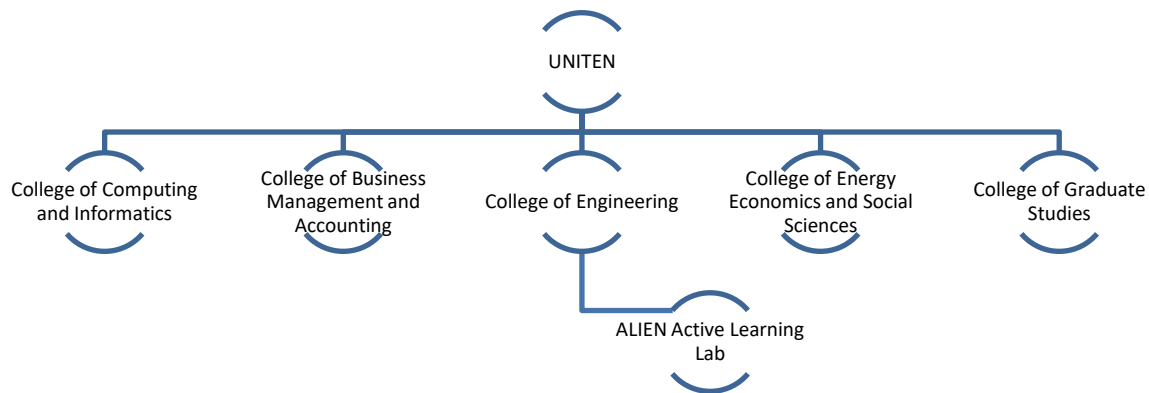 UNITEN
College of Computing
and Informatics
College of Business
Management and
Accounting
College of Engineering
College of Energy
Economics and Social
Sciences
College of Graduate
Studies
ALIEN Active Learning
Lab